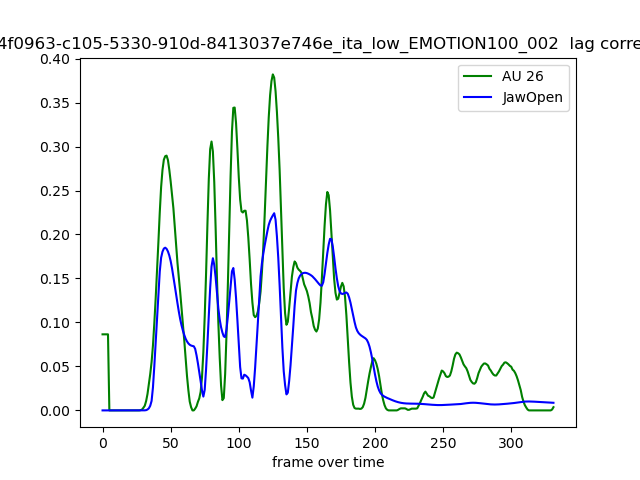 4f0963-c105-5330-910d-8413037e746e_ita_low_EMOTION100_002 lag corre
AU 26
JawOpen
0.40
0.35
0.30
0.25
0.20
0.15
0.10
0.05
0.00
0 50 100 150 200 250 300
frame over time